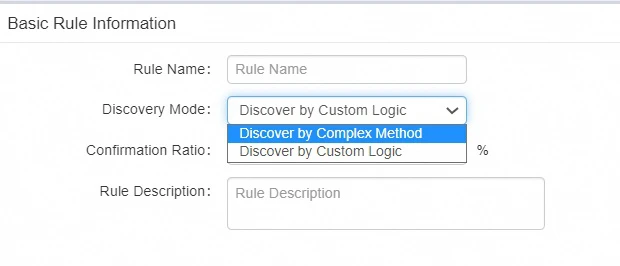 Basic Rule Information
Rule Name:
Rule Name
Discovery Mode:
Discover by Custom Logic
Discover by Complex Method
Discover by Custom Logic
Confirmation Ratio:
%
Rule Description:
Rule Description